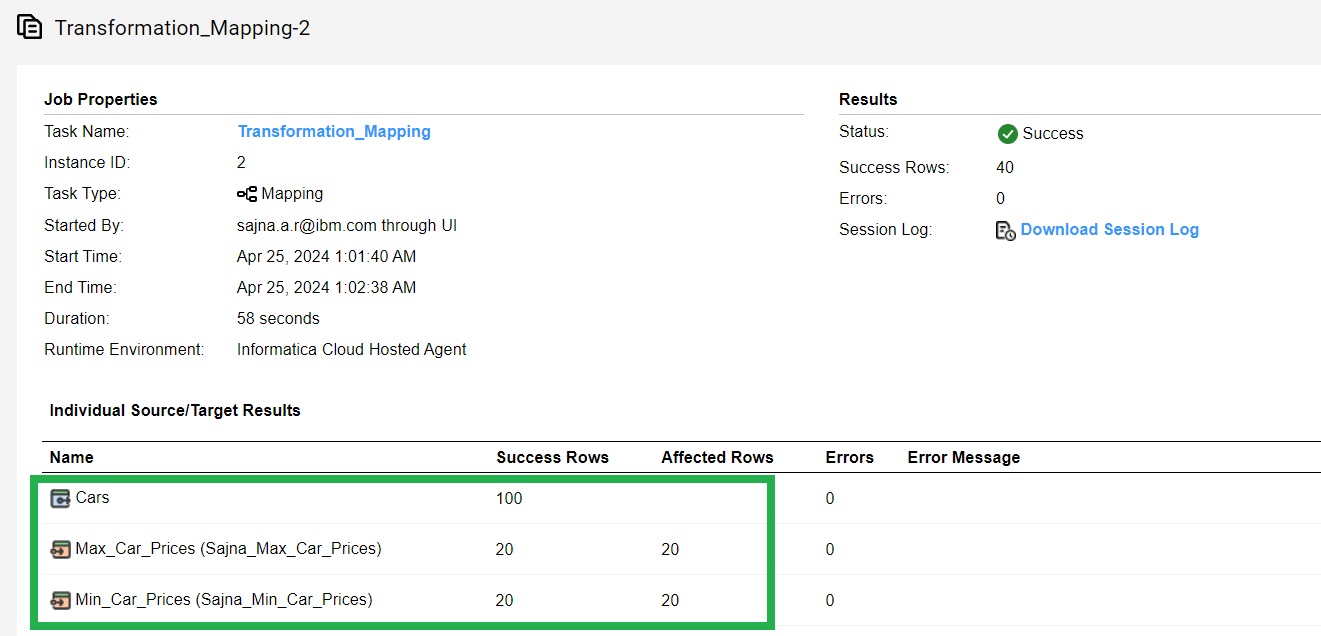 Transformation_Mapping-2
Job Properties
Task Name: Transformation_Mapping
Instance ID: 2
Task Type: Mapping
Started By: sajna.a.r@ibm.com through UI
Start Time: Apr 25, 2024 1:01:40 AM
End Time: Apr 25, 2024 1:02:38 AM
Duration: 58 seconds
Runtime Environment: Informatica Cloud Hosted Agent
Results
Status: Success
Success Rows: 40
Errors: 0
Session Log: Download Session Log
Individual Source/Target Results
Name Success Rows Affected Rows Errors Error Message
Cars 100 0
Max_Car_Prices (Sajna_Max_Car_Prices) 20 20 0
Min_Car_Prices (Sajna_Min_Car_Prices) 20 20 0